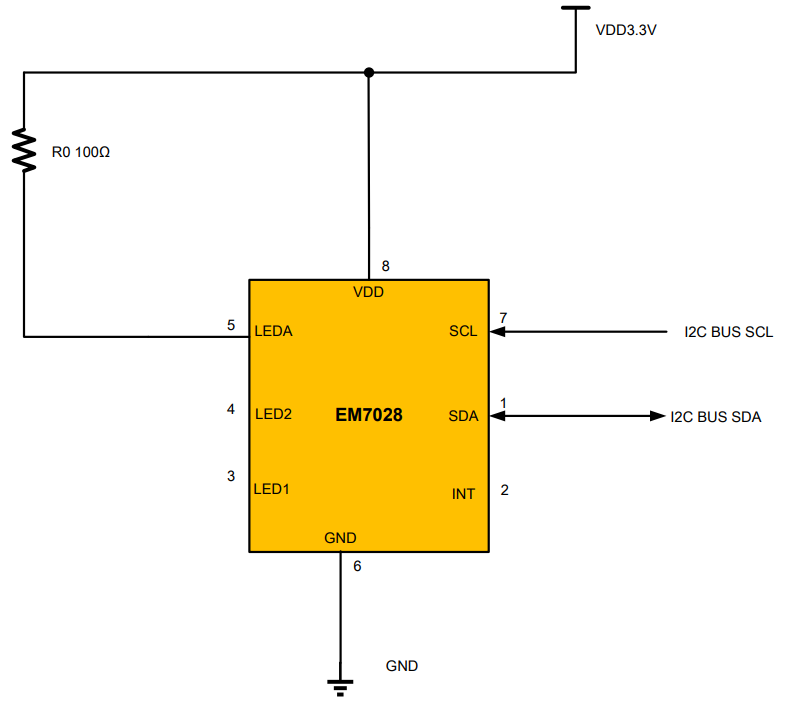 VDD3.3V
R0 100Ω
8
VDD
5
LEDA
SCL
7
I2C BUS SCL
4
LED2
EM7028
SDA
1
I2C BUS SDA
3
LED1
INT
2
GND
6
GND